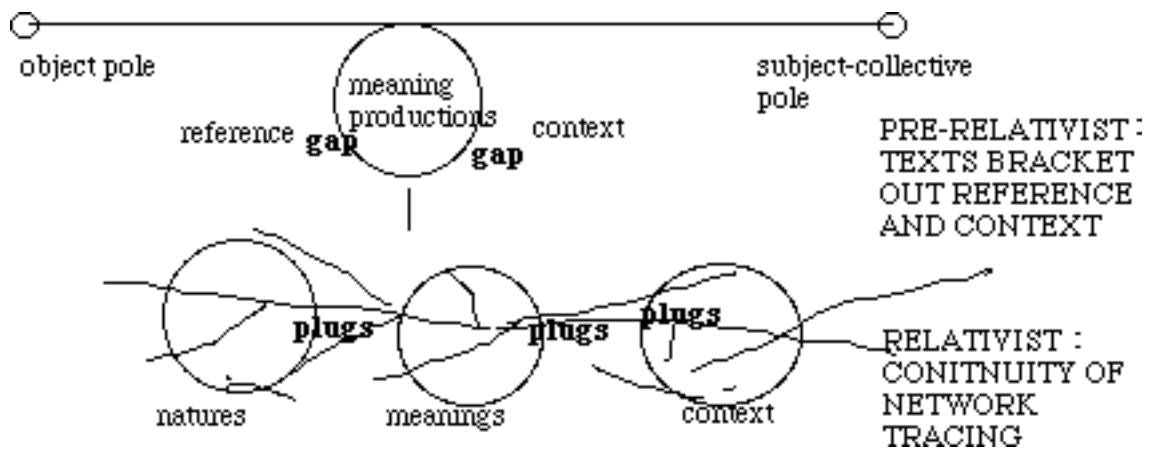 object pole
subject-collective
pole
meaning
productions
reference
gap
gap
context
PRE-RELATIVIST :
TEXTS BRACKET
OUT REFERENCE
AND CONTEXT
plugs
plugs
plugs
natures
meanings
context
RELATIVIST :
CONITNUITY OF
NETWORK
TRACING